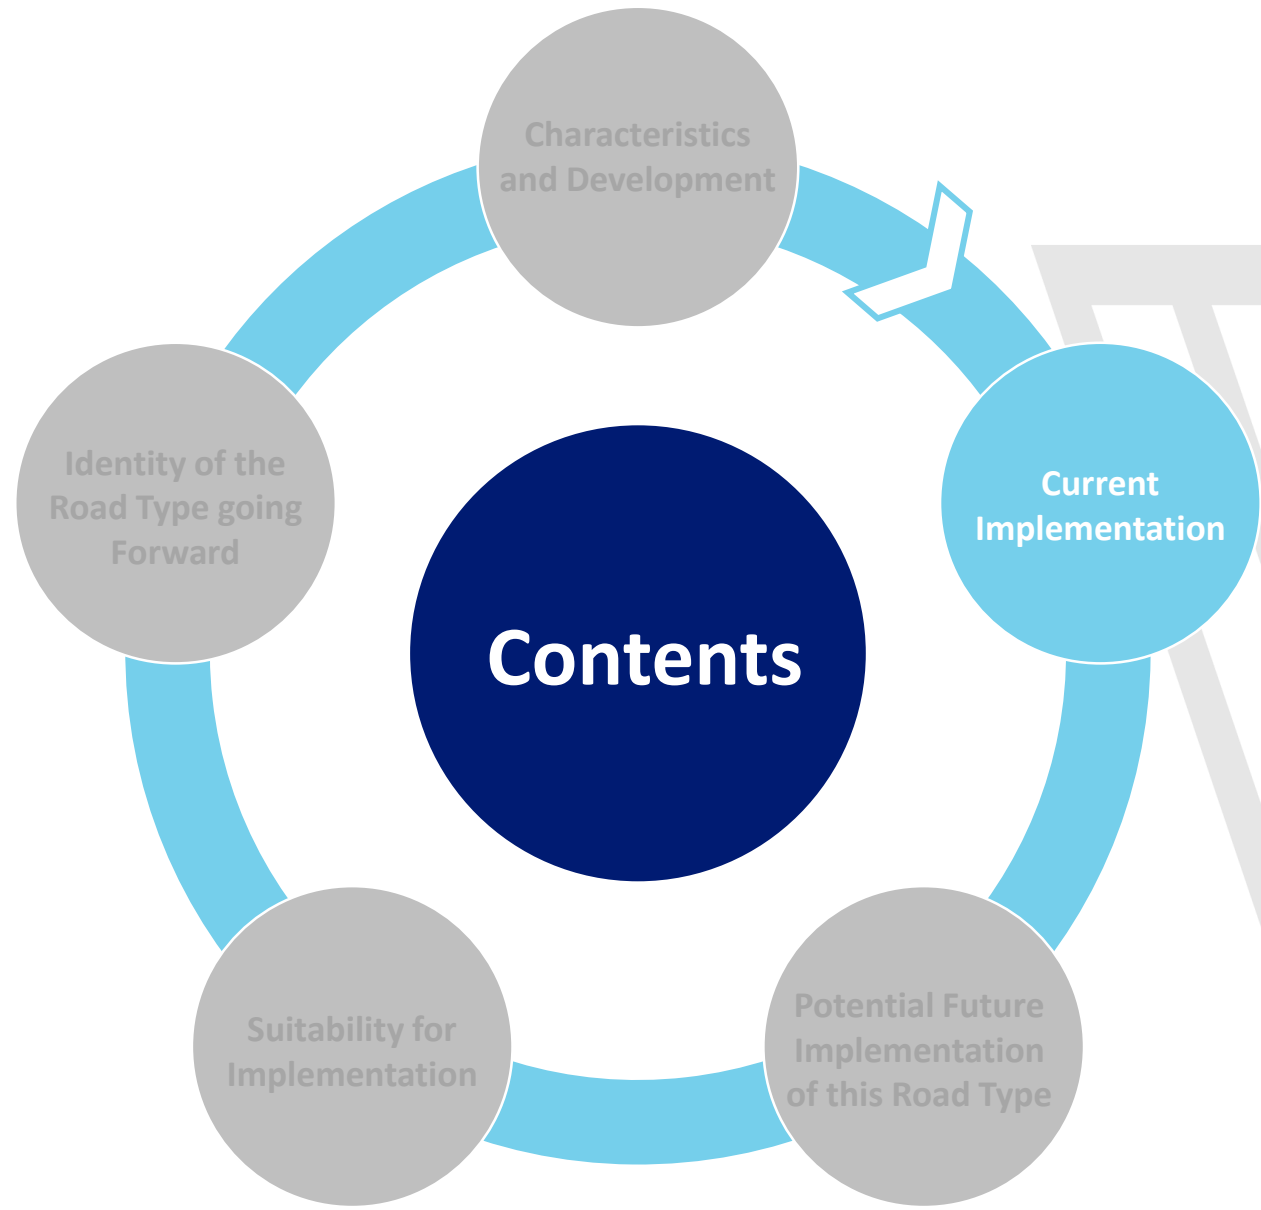 Characteristics
and Development
Current
Implementation
Potential Future
Implementation
of this Road Type
Suitability for
Implementation
Identity of the
Road Type going
Forward
Contents